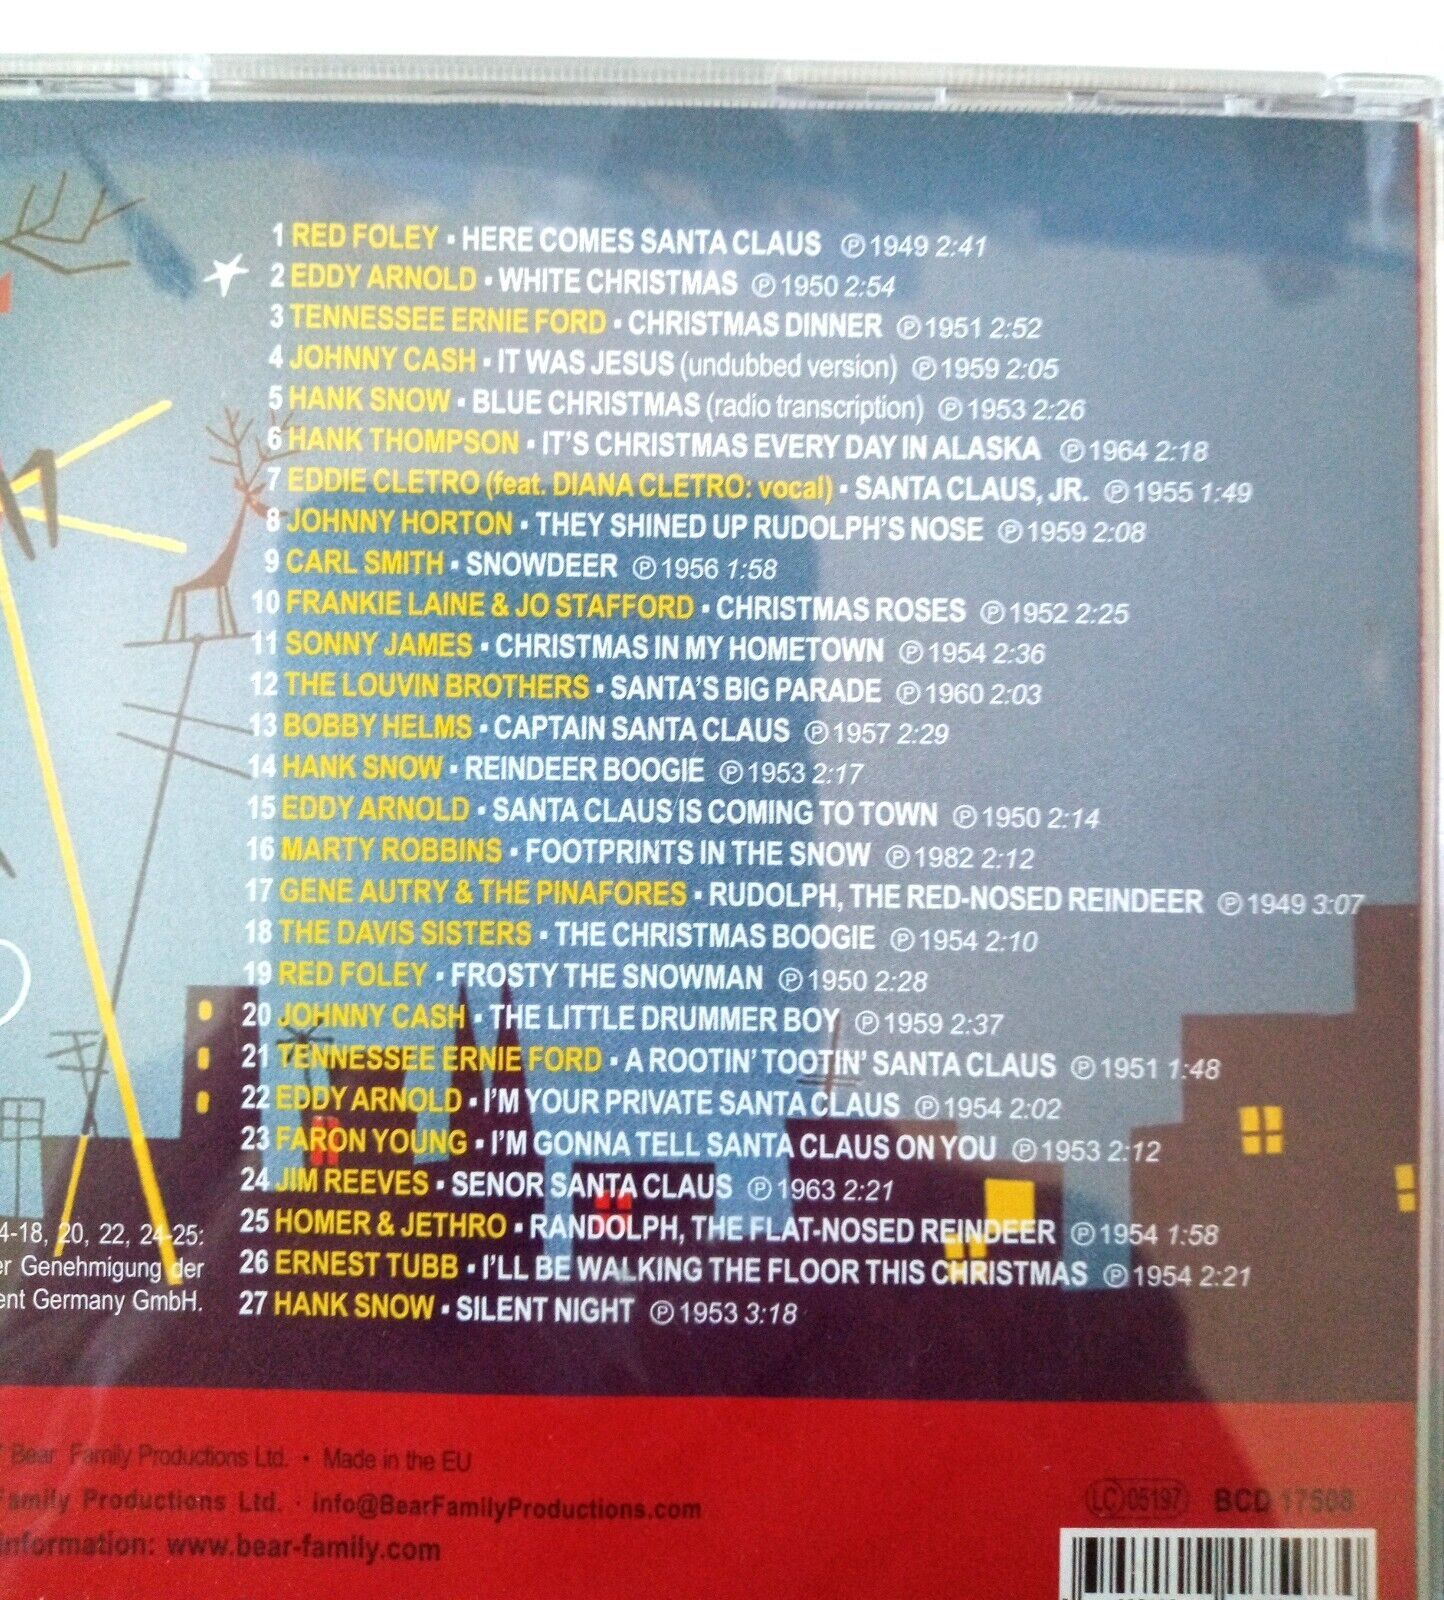 1 RED FOLEY ▪ HERE COMES SANTA CLAUS ℗ 1949 2:41
2 EDDY ARNOLD ▪ WHITE CHRISTMAS ℗ 1950 2:54
3 TENNESSEE ERNIE FORD ▪ CHRISTMAS DINNER ℗ 1951 2:52
4 JOHNNY CASH ▪ IT WAS JESUS (undubbed version) ℗ 1959 2:05
5 HANK SNOW ▪ BLUE CHRISTMAS (radio transcription) ℗ 1953 2:26
6 HANK THOMPSON ▪ IT'S CHRISTMAS EVERY DAY IN ALASKA ℗ 1964 2:18
7 EDDIE CLETRO (feat. DIANA CLETRO: vocal) ▪ SANTA CLAUS, JR. ℗ 1955 1:49
8 JOHNNY HORTON ▪ THEY SHINED UP RUDOLPH'S NOSE ℗ 1959 2:08
9 CARL SMITH ▪ SNOWDEER ℗ 1956 1:58
10 FRANKIE LAINE & JO STAFFORD ▪ CHRISTMAS ROSES ℗ 1952 2:25
11 SONNY JAMES ▪ CHRISTMAS IN MY HOMETOWN ℗ 1954 2:36
12 THE LOUVIN BROTHERS ▪ SANTA'S BIG PARADE ℗ 1960 2:03
13 BOBBY HELMS ▪ CAPTAIN SANTA CLAUS ℗ 1957 2:29
14 HANK SNOW ▪ REINDEER BOOGIE ℗ 1953 2:17
15 EDDY ARNOLD ▪ SANTA CLAUS IS COMING TO TOWN ℗ 1950 2:14
16 MARTY ROBBINS ▪ FOOTPRINTS IN THE SNOW ℗ 1982 2:12
17 GENE AUTRY & THE PINAFORES ▪ RUDOLPH, THE RED-NOSED REINDEER ℗ 1949 3:07
18 THE DAVIS SISTERS ▪ THE CHRISTMAS BOOGIE ℗ 1954 2:10
19 RED FOLEY ▪ FROSTY THE SNOWMAN ℗ 1950 2:28
20 JOHNNY CASH ▪ THE LITTLE DRUMMER BOY ℗ 1959 2:37
21 TENNESSEE ERNIE FORD ▪ A ROOTIN' TOOTIN' SANTA CLAUS ℗ 1951 1:48
22 EDDY ARNOLD ▪ I'M YOUR PRIVATE SANTA CLAUS ℗ 1954 2:02
23 FARON YOUNG ▪ I'M GONNA TELL SANTA CLAUS ON YOU ℗ 1953 2:12
24 JIM REEVES ▪ SENOR SANTA CLAUS ℗ 1963 2:21
25 HOMER & JETHRO ▪ RANDOLPH, THE FLAT-NOSED REINDEER ℗ 1954 1:58
26 ERNEST TUBB ▪ I'LL BE WALKING THE FLOOR THIS CHRISTMAS ℗ 1954 2:21
27 HANK SNOW ▪ SILENT NIGHT ℗ 1953 3:18
4-18, 20, 22, 24-25:
er Genehmigung der
ent Germany GmbH.
Bear Family Productions Ltd. · Made in the EU
Family Productions Ltd. · info@BearFamilyProductions.com
information: www.bear-family.com
LC 05197 BCD 17508